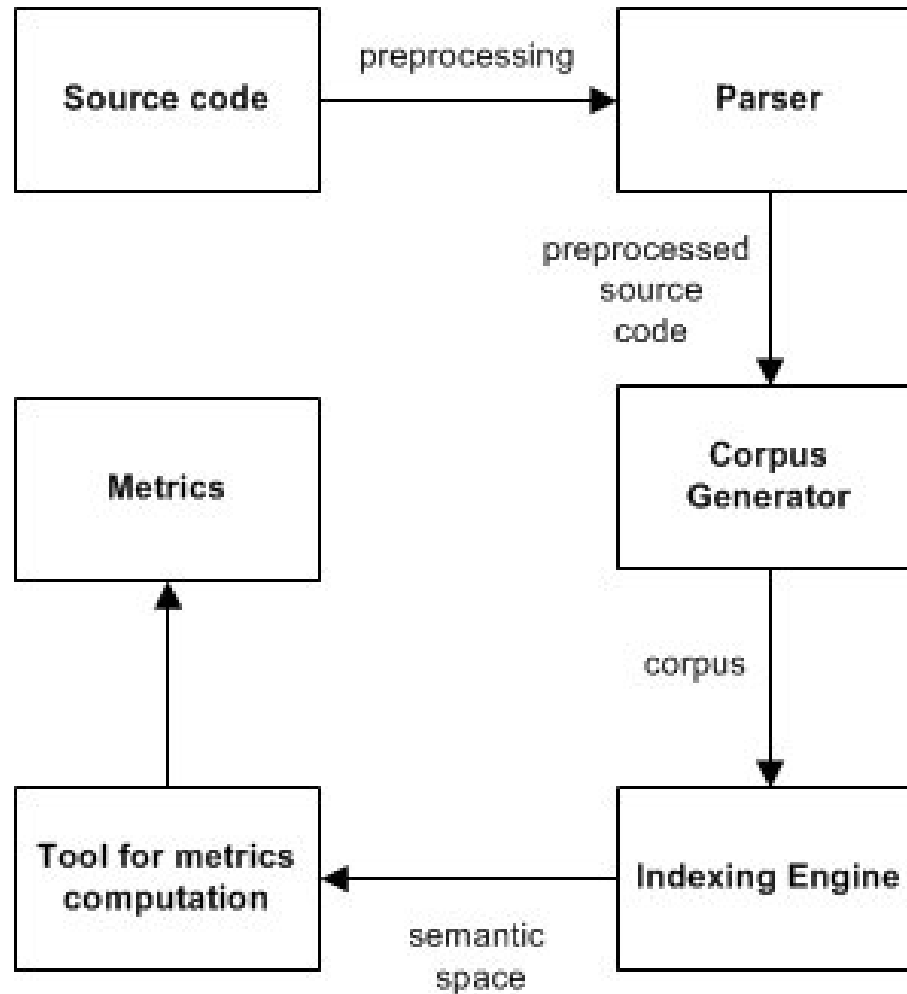 Source code
preprocessing
Parser
preprocessed
source
code
Corpus
Generator
Metrics
corpus
Tool for metrics
computation
Indexing Engine
semantic
space